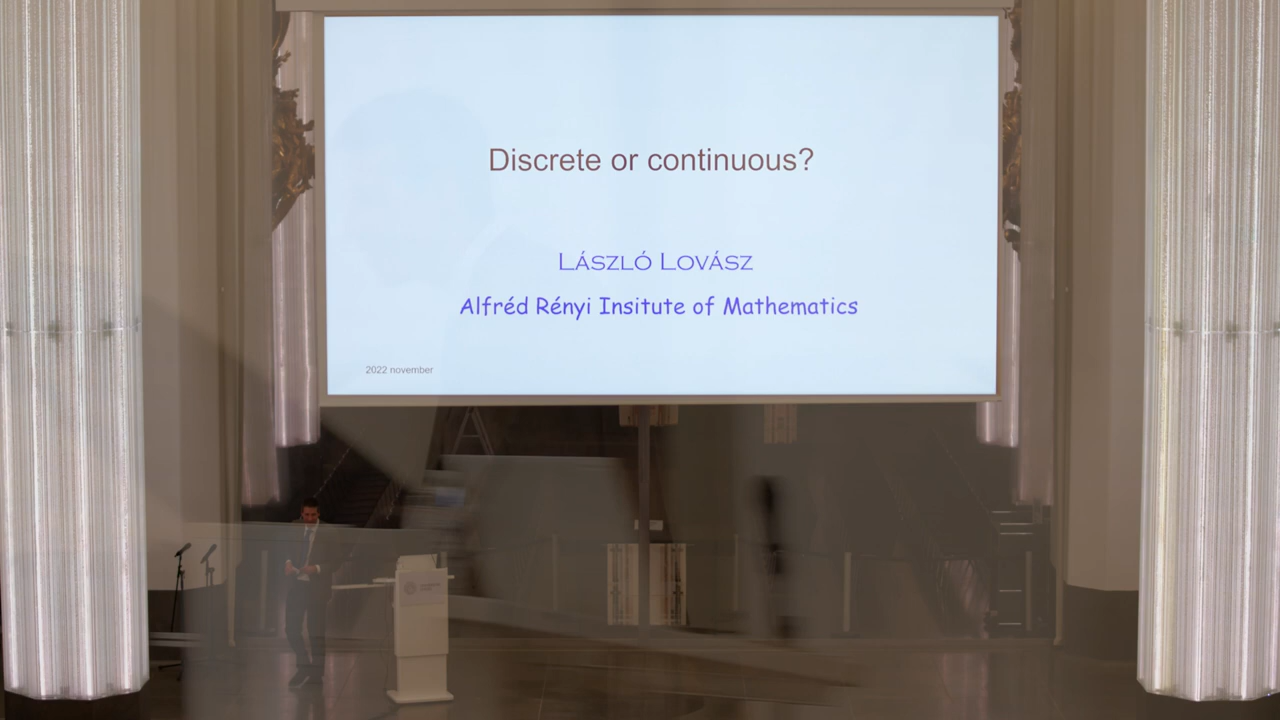 Discrete or continuous?
LÁSZLÓ LOVÁSZ
Alfréd Rényi Insitute of Mathematics
2022 november